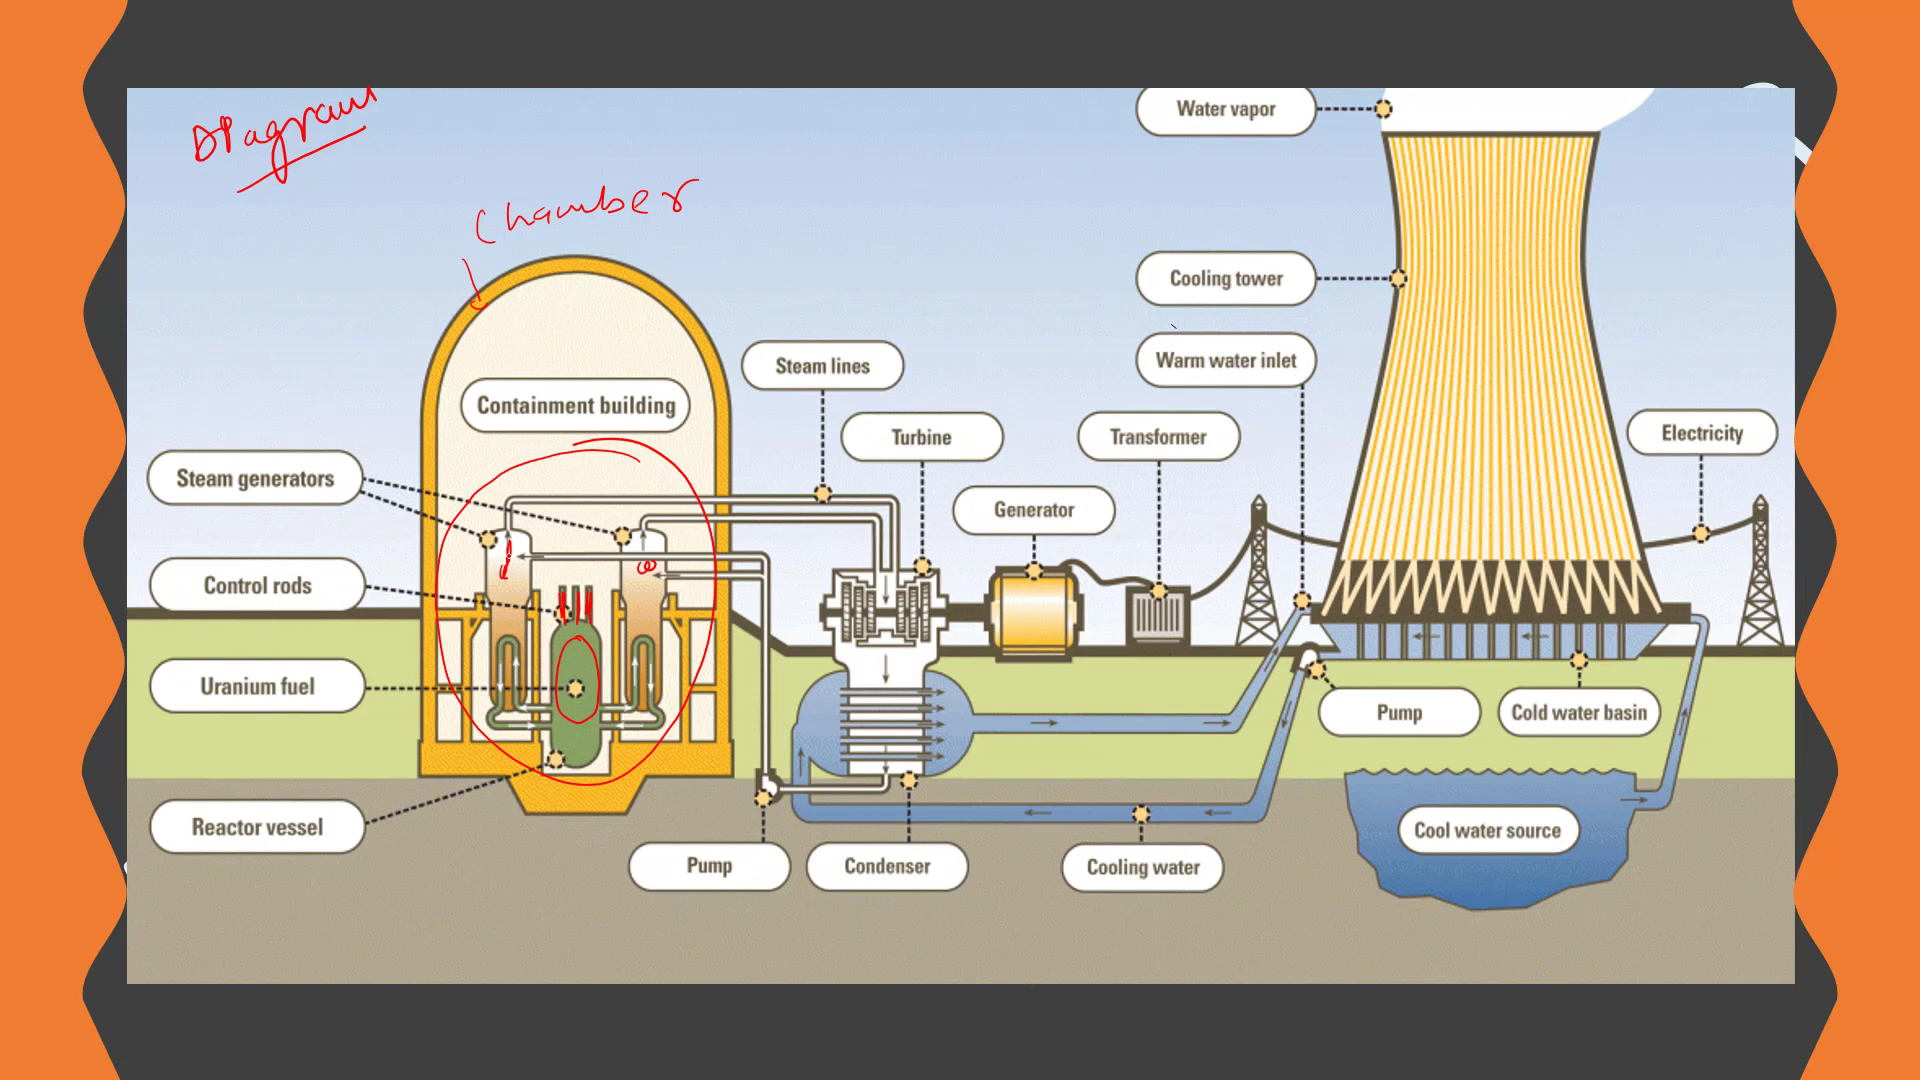 Diagram
Chamber
Water vapor
Cooling tower
Warm water inlet
Steam lines
Containment building
Turbine
Transformer
Electricity
Steam generators
Generator
Control rods
Uranium fuel
Pump
Cold water basin
Reactor vessel
Cool water source
Pump
Condenser
Cooling water